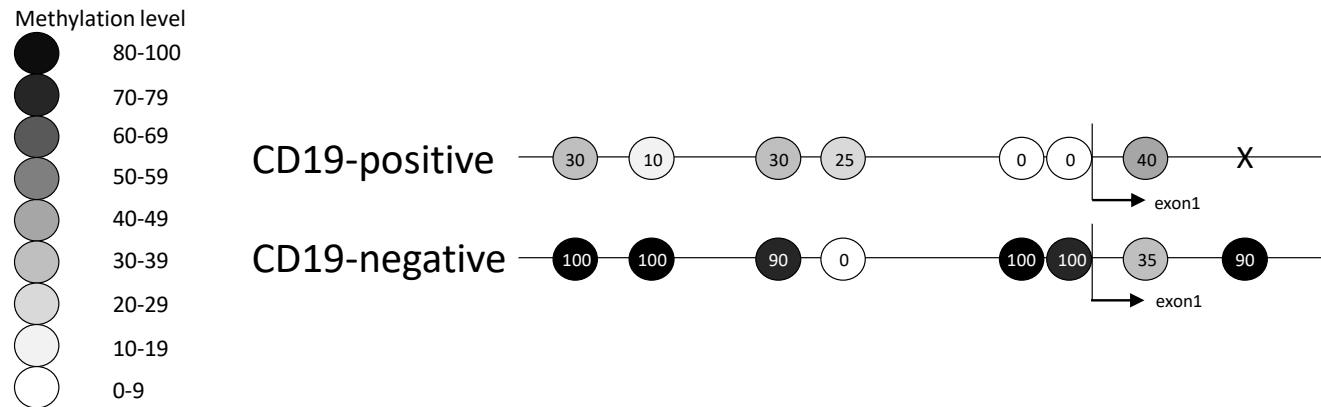 Methylation level
80-100
70-79
60-69
50-59
40-49
30-39
20-29
10-19
0-9
CD19-positive 30 10 30 25 0 0 40 X
exon1
CD19-negative 100 100 90 0 100 100 35 90
exon1